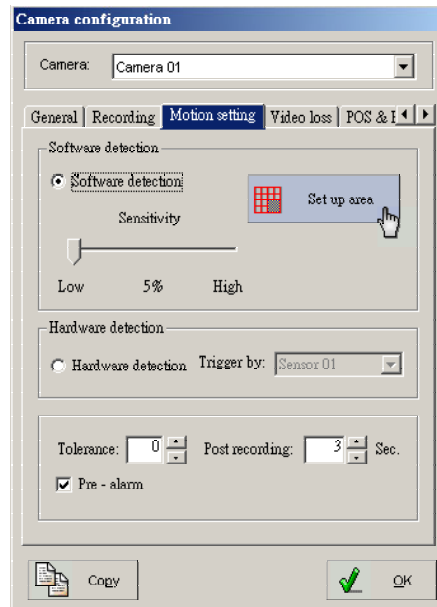 Camera configuration
Camera: Camera 01
General Recording Motion setting Video loss POS &
Software detection
Software detection
Set up area
Sensitivity
Low 5% High
Hardware detection
Hardware detection Trigger by: Sensor 01
Tolerance: 0 Post recording: 3 Sec.
Pre - alarm
Copy OK